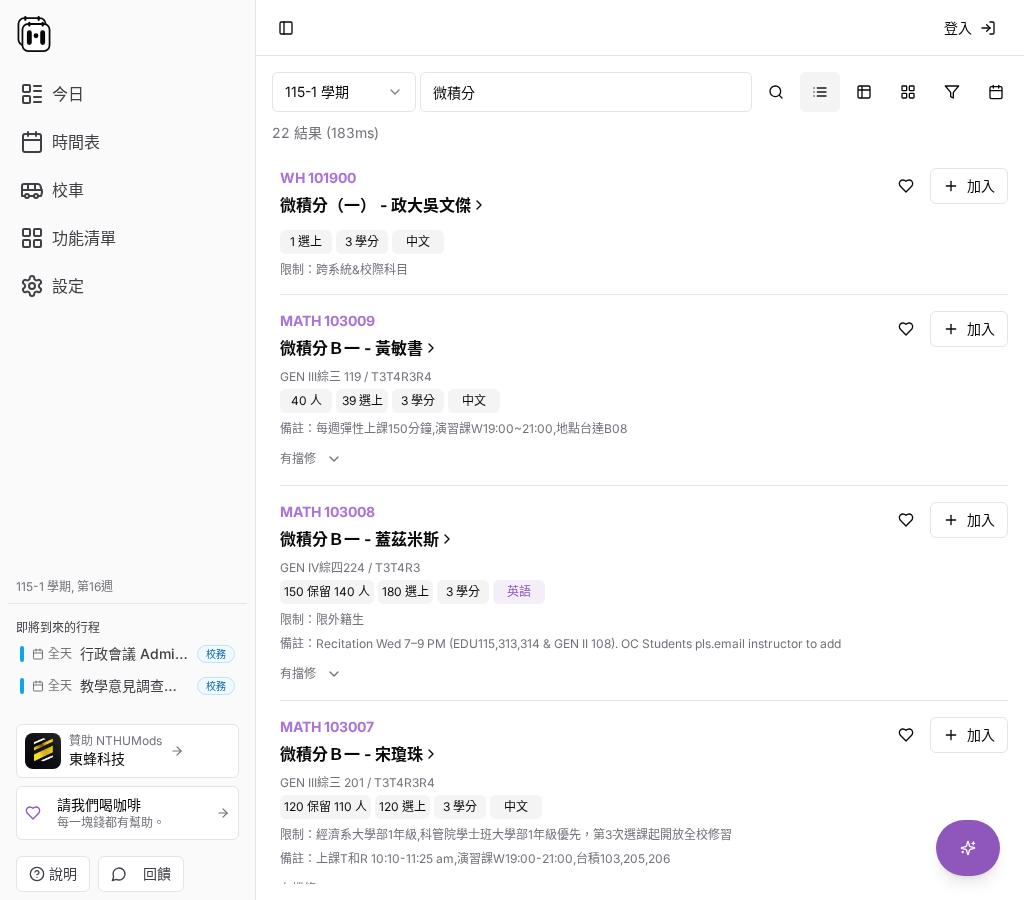 今日
時間表
校車
功能清單
設定
115-1 學期, 第16週
即將到來的行程
全天 行政會議 Admi... 校務
全天 教學意見調查... 校務
贊助 NTHUMods
東蜂科技
請我們喝咖啡
每一塊錢都有幫助。
說明 回饋
登入
115-1 學期 微積分
22 結果 (183ms)
WH 101900
微積分（一） - 政大吳文傑
加入
1 選上 3 學分 中文
限制：跨系統&校際科目
MATH 103009
微積分Ｂ一 - 黃敏書
加入
GEN III綜三 119 / T3T4R3R4
40 人 39 選上 3 學分 中文
備註：每週彈性上課150分鐘,演習課W19:00~21:00,地點台達B08
有擋修
MATH 103008
微積分Ｂ一 - 蓋茲米斯
加入
GEN IV綜四224 / T3T4R3
150 保留 140 人 180 選上 3 學分 英語
限制：限外籍生
備註：Recitation Wed 7–9 PM (EDU115,313,314 & GEN II 108). OC Students pls.email instructor to add
有擋修
MATH 103007
微積分Ｂ一 - 宋瓊珠
加入
GEN III綜三 201 / T3T4R3R4
120 保留 110 人 120 選上 3 學分 中文
限制：經濟系大學部1年級,科管院學士班大學部1年級優先，第3次選課起開放全校修習
備註：上課T和R 10:10-11:25 am,演習課W19:00-21:00,台積103,205,206